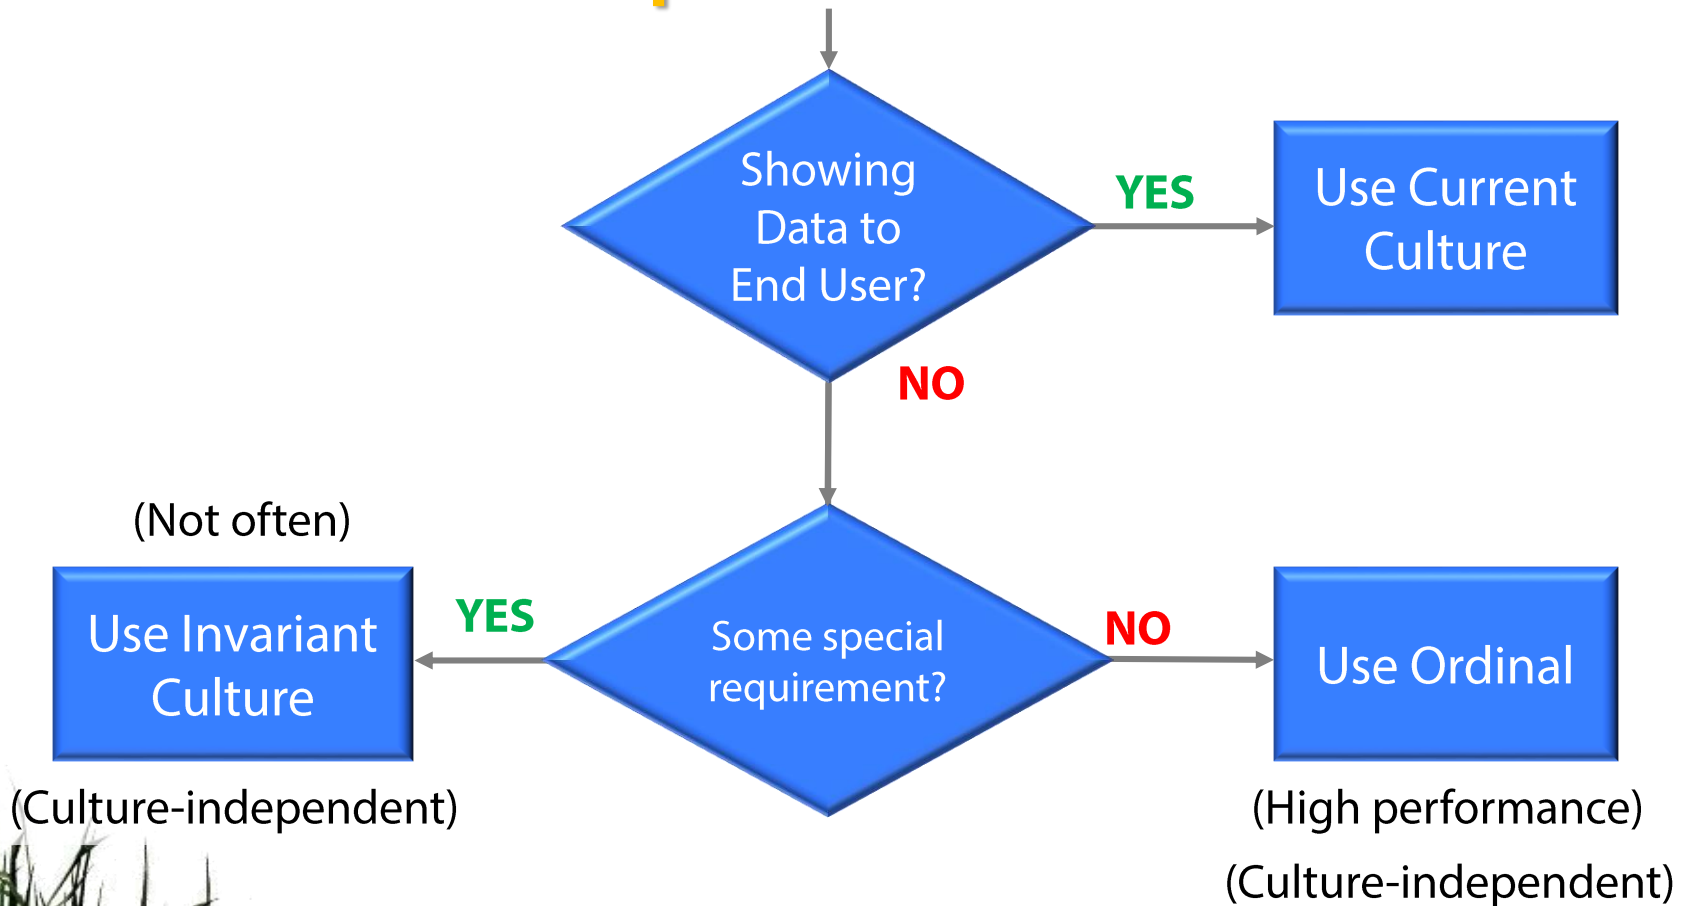 Showing
Data to
End User?
YES
Use Current
Culture
NO
(Not often)
Use Invariant
Culture
(Culture-independent)
YES
Some special
requirement?
NO
Use Ordinal
(High performance)
(Culture-independent)